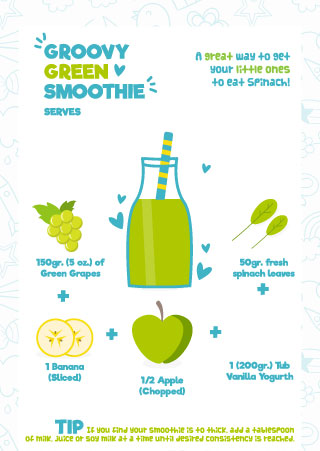 GROOVY
GREEN
SMOOTHIE
SERVES
A great way to get
your little ones
to eat Spinach!
150gr. (5 oz.) of
Green Grapes
50gr. fresh
spinach leaves
+
+
1 Banana
(Sliced)
+
1/2 Apple
(Chopped)
+
1 (200gr.) Tub
Vanilla Yogurth
TIP If you find your smoothie is to thick, add a tablespoon
of milk, juice or soy milk at a time until desired consistency is reached.